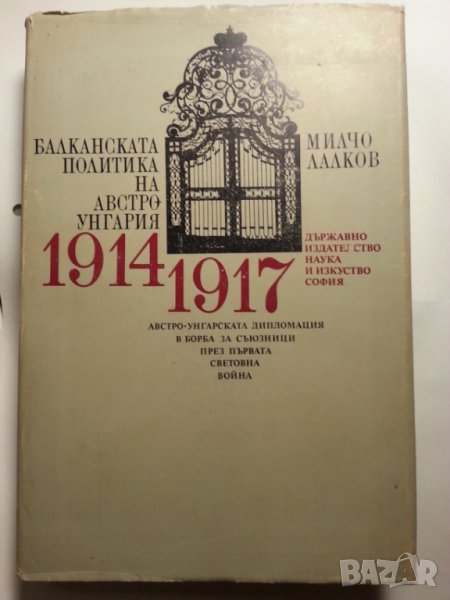 БАЛКАНСКАТА
ПОЛИТИКА
НА
АВСТРО-
УНГАРИЯ
МИЛЧО
ЛАЛКОВ
1914
1917
ДЪРЖАВНО
ИЗДАТЕЛСТВО
НАУКА
И ИЗКУСТВО
СОФИЯ
АВСТРО-УНГАРСКАТА ДИПЛОМАЦИЯ
В БОРБА ЗА СЪЮЗНИЦИ
ПРЕЗ ПЪРВАТА
СВЕТОВНА
ВОЙНА
BAZAR